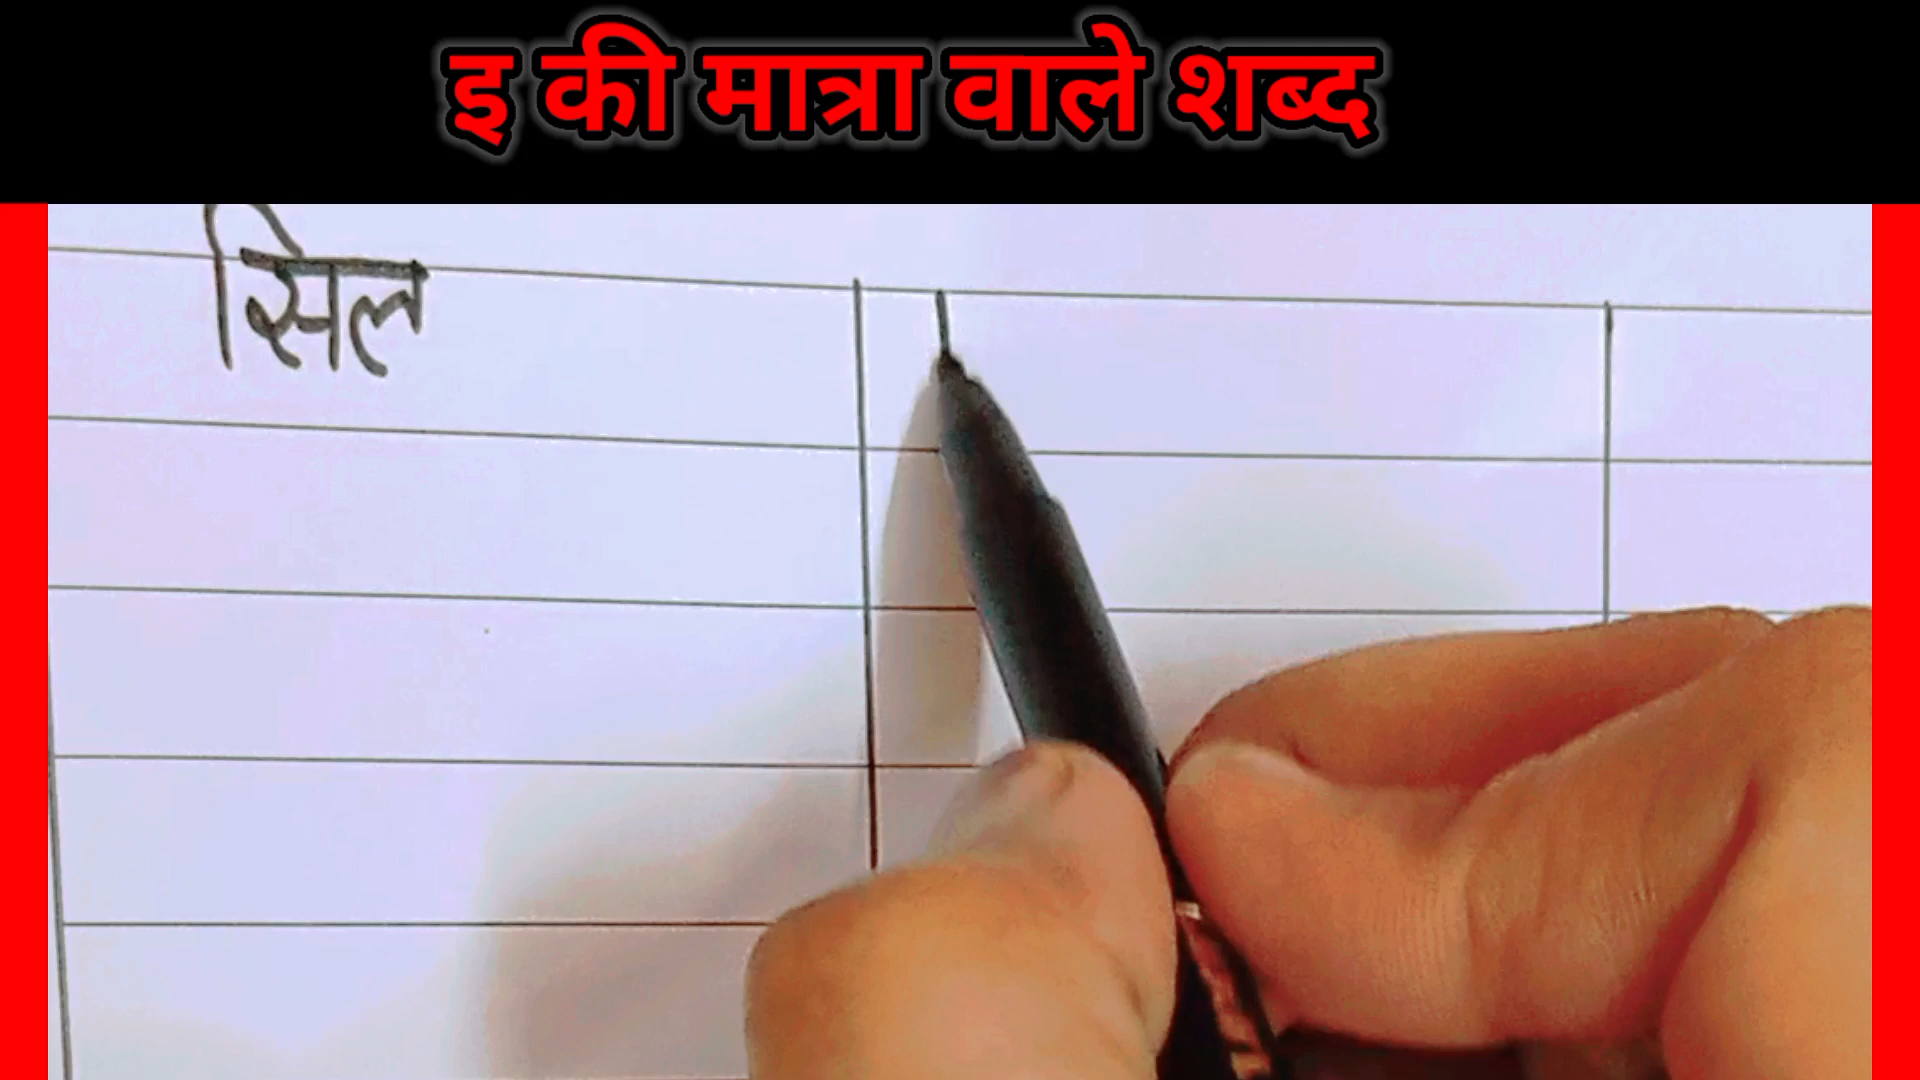 इ की मात्रा वाले शब्द
सिल